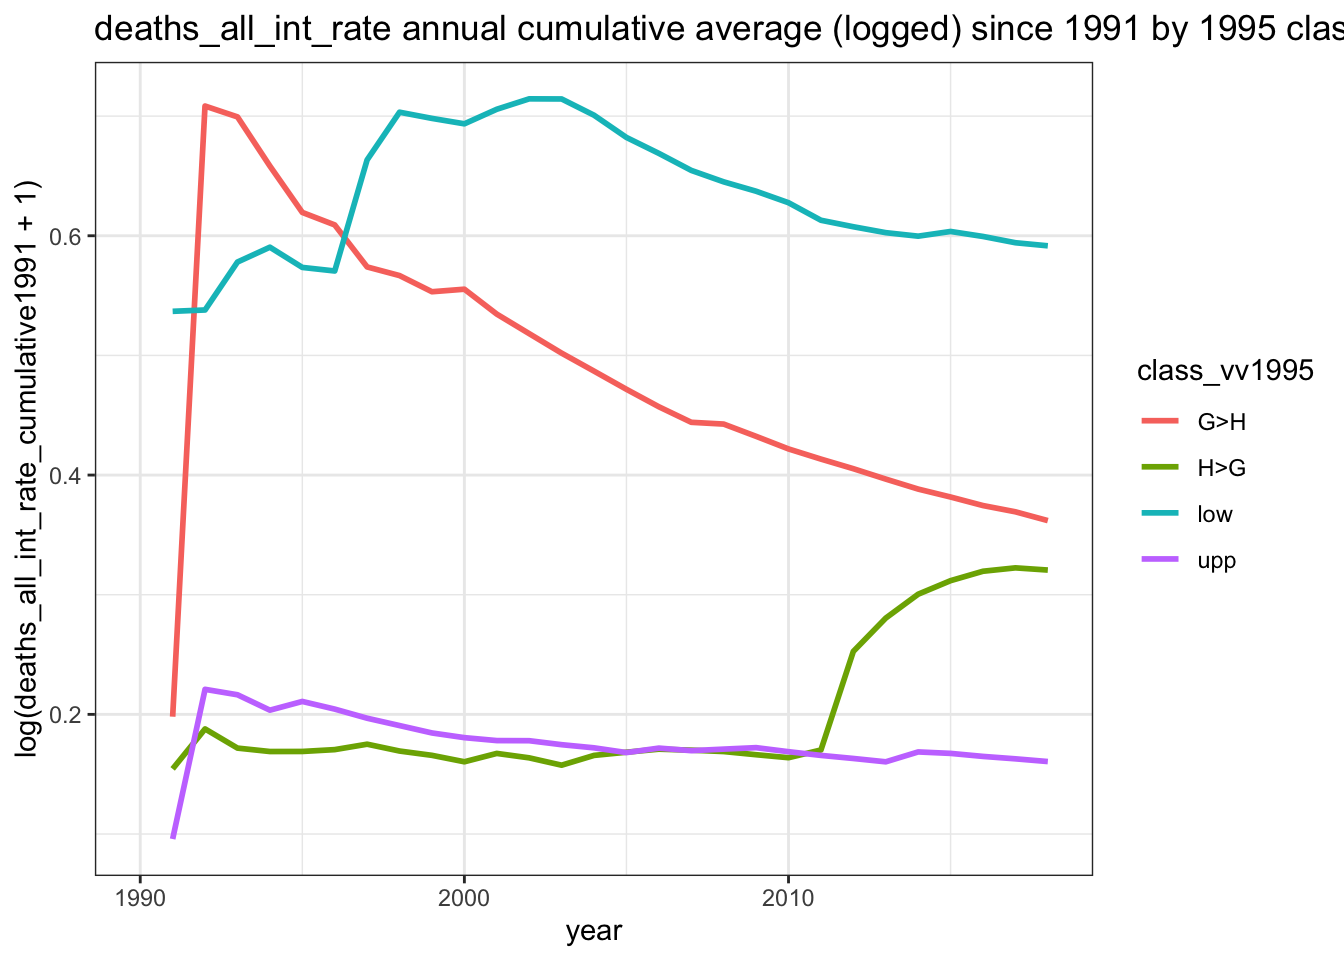 deaths_all_int_rate annual cumulative average (logged) since 1991 by 1995 clas
log(deaths_all_int_rate_cumulative1991 + 1)
0.6
0.4
0.2
1990
2000
2010
year
class_vv1995
G>H
H>G
low
upp